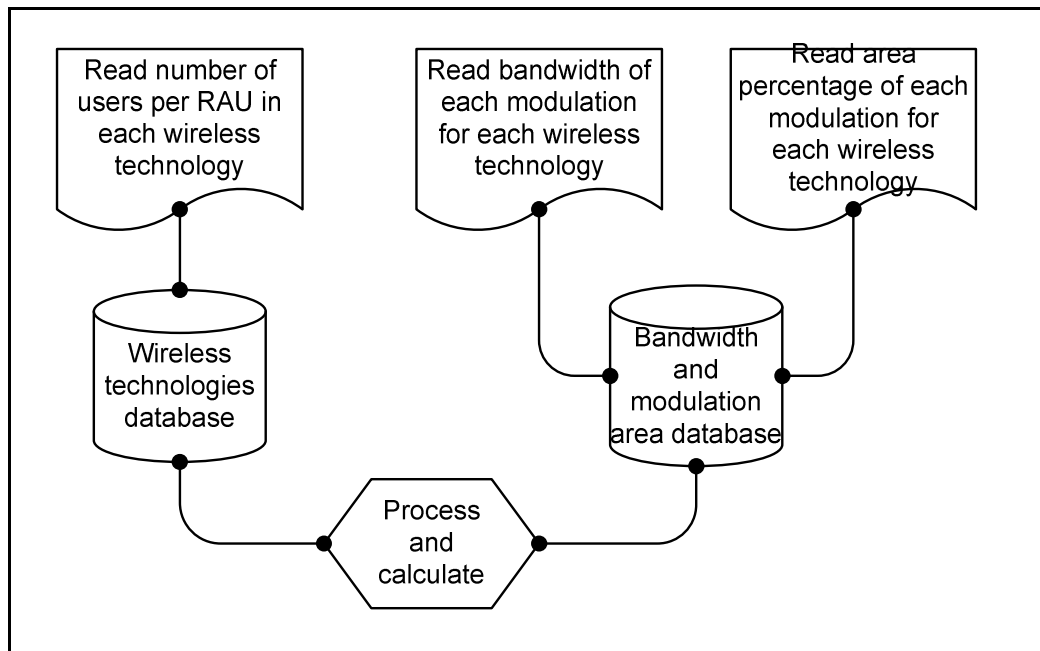 Read number of
users per RAU in
each wireless
technology
Read bandwidth of
each modulation
for each wireless
technology
Read area
percentage of each
modulation for
each wireless
technology
Wireless
technologies
database
Bandwidth
and
modulation
area database
Process
and
calculate